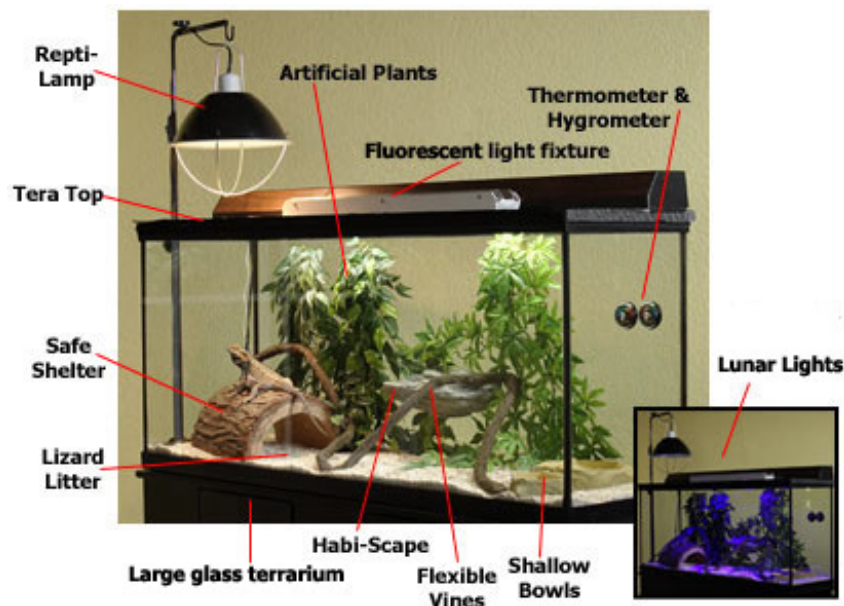 Repti-
Lamp
Artificial Plants
Thermometer &
Hygrometer
Fluorescent light fixture
Tera Top
Safe
Shelter
Lunar Lights
Lizard
Litter
Habi-Scape
Large glass terrarium
Flexible
Vines
Shallow
Bowls